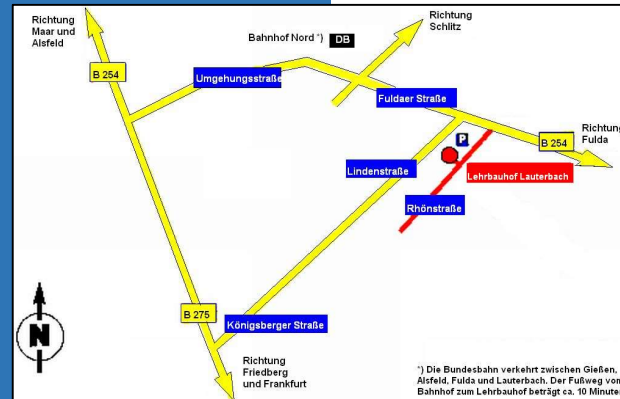 Richtung
Maar und
Alsfeld
Richtung
Schlitz
Bahnhof Nord *)
DB
B 254
Umgehungsstraße
Fuldaer Straße
P
B 254
Richtung
Fulda
Lindenstraße
Lehrbauhof Lauterbach
Rhönstraße
B 275
Königsberger Straße
N
Richtung
Friedberg
und Frankfurt
*) Die Bundesbahn verkehrt zwischen Gießen,
Alsfeld, Fulda und Lauterbach. Der Fußweg vom
Bahnhof zum Lehrbauhof beträgt ca. 10 Minuten